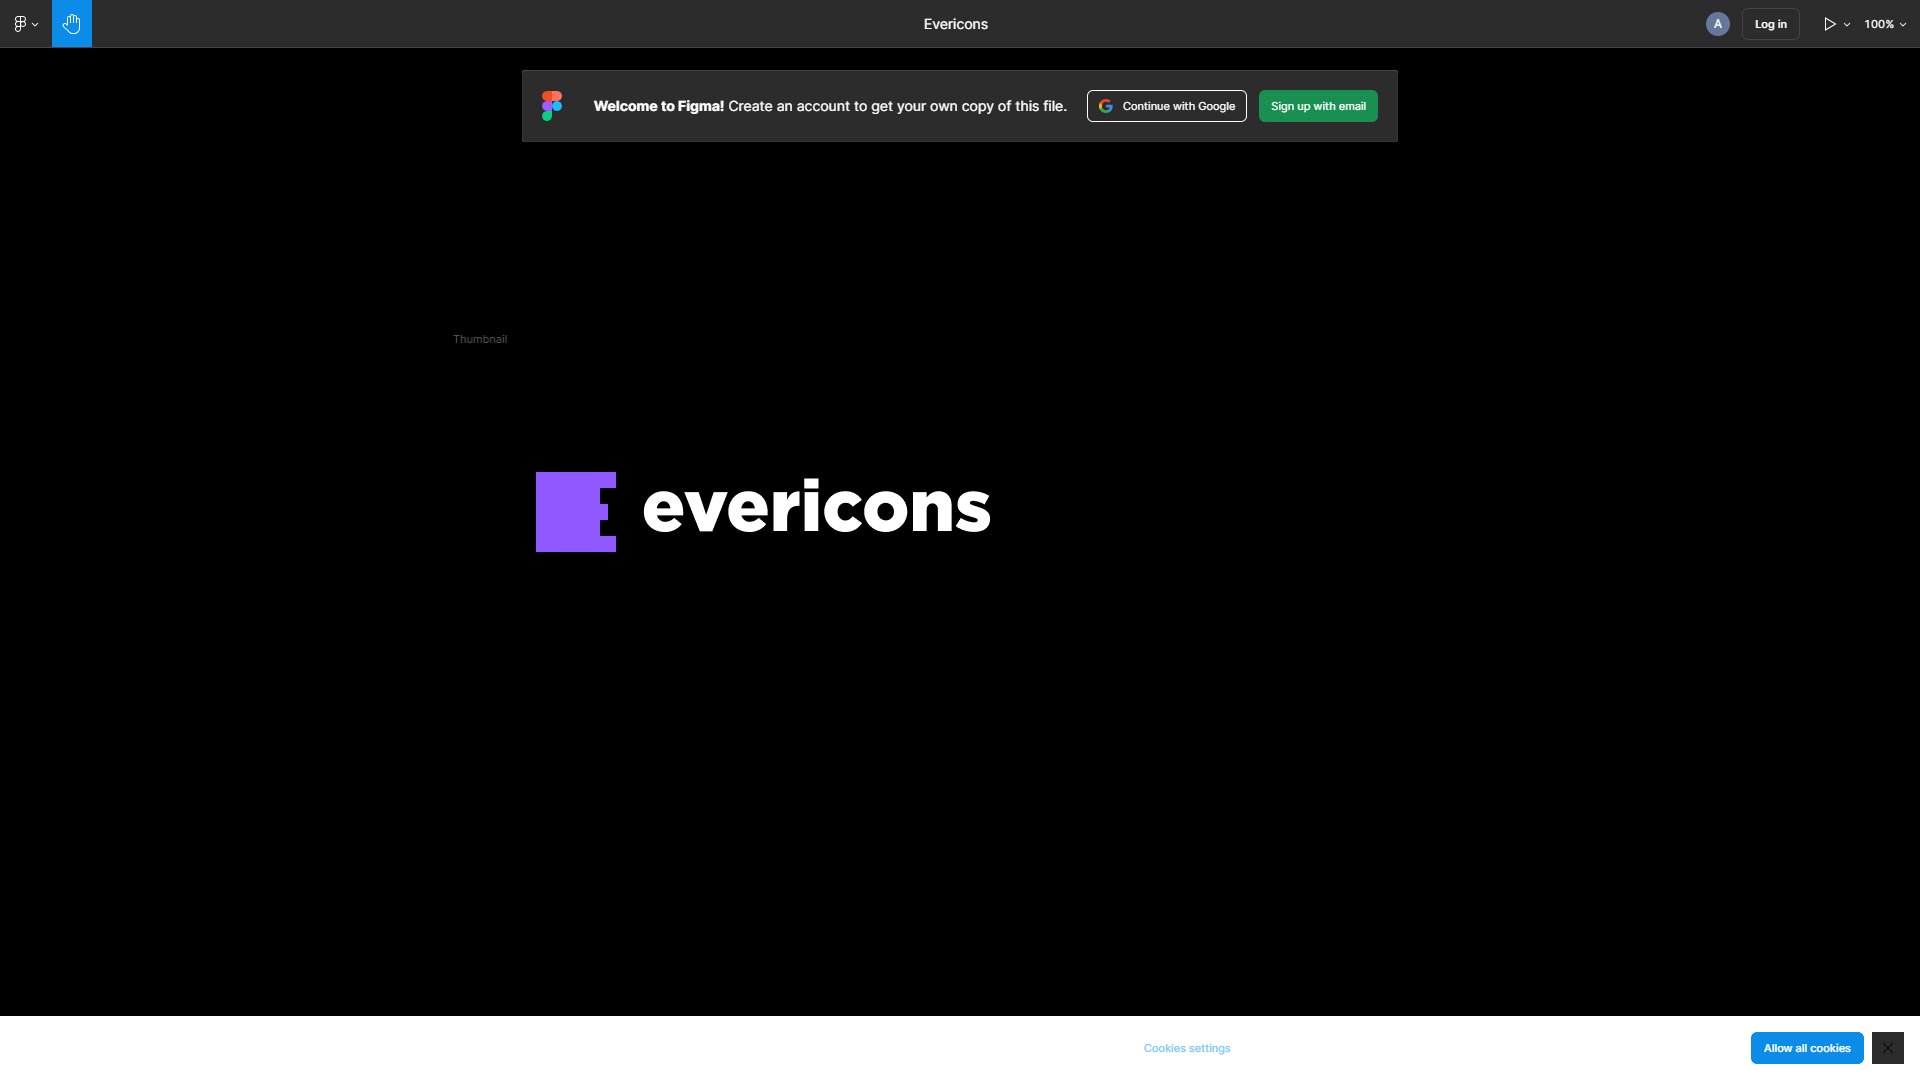 Evericons
A
Log in
100%
Welcome to Figma! Create an account to get your own copy of this file.
Continue with Google
Sign up with email
Thumbnail
evericons
Cookies settings
Allow all cookies